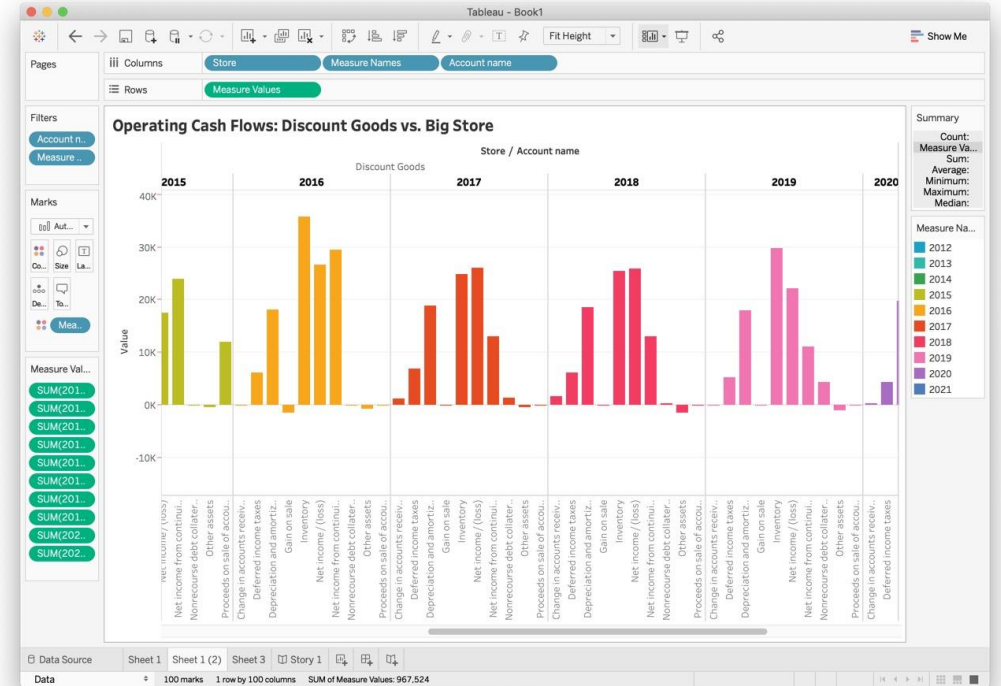 Tableau - Book1
Fit Height
Show Me
Pages
Columns
Store
Measure Names
Account name
Rows
Measure Values
Filters
Account n..
Measure ..
Marks
Aut...
Co...
Size
La...
De...
To...
Mea..
Measure Val...
SUM(201..
SUM(201..
SUM(201..
SUM(201..
SUM(201..
SUM(201..
SUM(201..
SUM(201..
SUM(202..
SUM(202..
Operating Cash Flows: Discount Goods vs. Big Store
Store / Account name
Discount Goods
2015
2016
2017
2018
2019
2020
40K
30K
20K
10K
0K
-10K
Value
Net income / (loss)
Net income from continui..
Nonrecourse debt collater..
Other assets
Proceeds on sale of accou..
Change in accounts receiv..
Deferred income taxes
Depreciation and amortiz..
Gain on sale
Inventory
Net income / (loss)
Net income from continui..
Nonrecourse debt collater..
Other assets
Proceeds on sale of accou..
Change in accounts receiv..
Deferred income taxes
Depreciation and amortiz..
Gain on sale
Inventory
Net income / (loss)
Net income from continui..
Nonrecourse debt collater..
Other assets
Proceeds on sale of accou..
Change in accounts receiv..
Deferred income taxes
Depreciation and amortiz..
Gain on sale
Inventory
Net income / (loss)
Net income from continui..
Nonrecourse debt collater..
Other assets
Proceeds on sale of accou..
Change in accounts receiv..
Deferred income taxes
Depreciation and amortiz..
Gain on sale
Inventory
Net income / (loss)
Net income from continui..
Nonrecourse debt collater..
Other assets
Proceeds on sale of accou..
Change in accounts receiv..
Deferred income taxes
Summary
Count:
Measure Va...
Sum:
Average:
Minimum:
Maximum:
Median:
Measure Na...
2012
2013
2014
2015
2016
2017
2018
2019
2020
2021
Data Source
Sheet 1
Sheet 1 (2)
Sheet 3
Story 1
Data
100 marks
1 row by 100 columns
SUM of Measure Values: 967,524